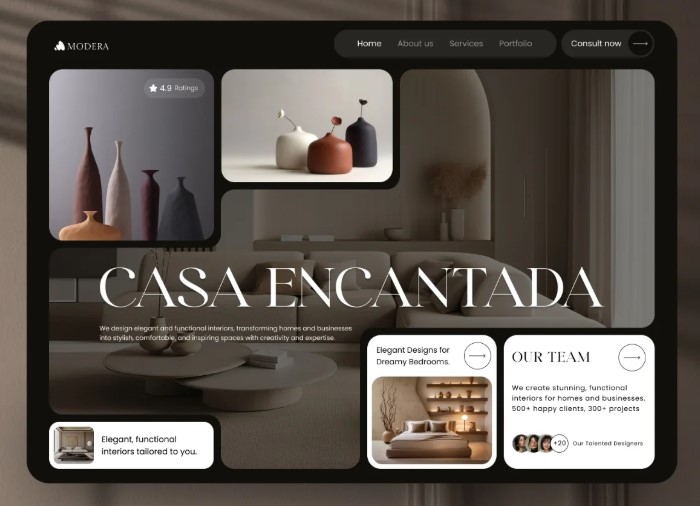 MODERA
Home
About us
Services
Portfolio
Consult now
4.9 Ratings
CASA ENCANTADA
We design elegant and functional interiors, transforming homes and businesses
into stylish, comfortable, and inspiring spaces with creativity and expertise.
Elegant Designs for
Dreamy Bedrooms.
OUR TEAM
We create stunning, functional
interiors for homes and businesses.
500+ happy clients, 300+ projects
+20
Our Talented Designers
Elegant, functional
interiors tailored to you.